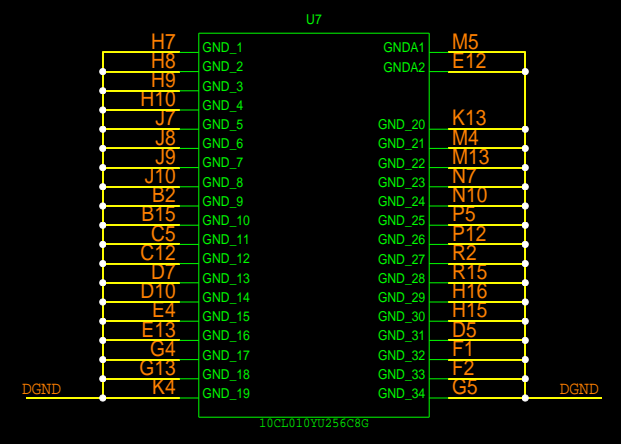 U7
H7 GND_1 GNDA1 M5
H8 GND_2 GNDA2 E12
H9 GND_3
H10 GND_4
J7 GND_5 GND_20 K13
J8 GND_6 GND_21 M4
J9 GND_7 GND_22 M13
J10 GND_8 GND_23 N7
B2 GND_9 GND_24 N10
B15 GND_10 GND_25 P5
C5 GND_11 GND_26 P12
C12 GND_12 GND_27 R2
D7 GND_13 GND_28 R15
D10 GND_14 GND_29 H16
E4 GND_15 GND_30 H15
E13 GND_16 GND_31 D5
G4 GND_17 GND_32 F1
G13 GND_18 GND_33 F2
DGND K4 GND_19 GND_34 G5 DGND
10CL010YU256C8G